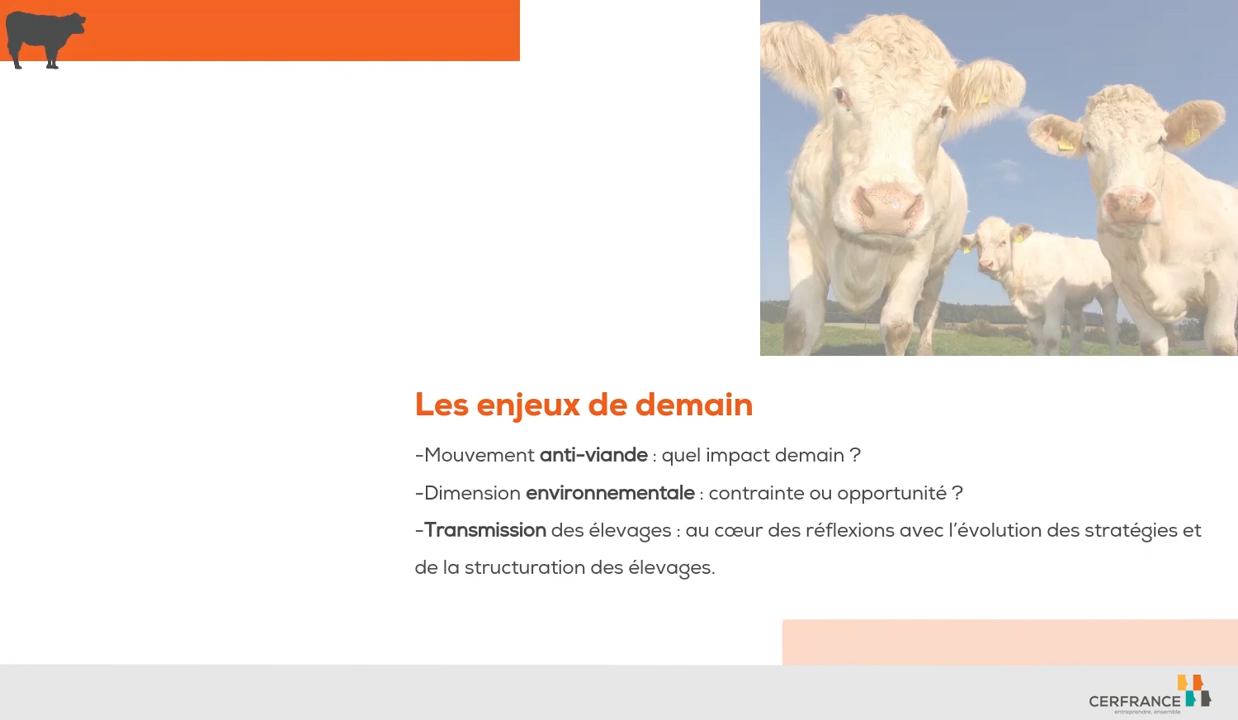 Les enjeux de demain
-Mouvement anti-viande : quel impact demain ?
-Dimension environnementale : contrainte ou opportunité ?
-Transmission des élevages : au cœur des réflexions avec l'évolution des stratégies et
de la structuration des élevages.
CERFRANCE
entreprendre, ensemble